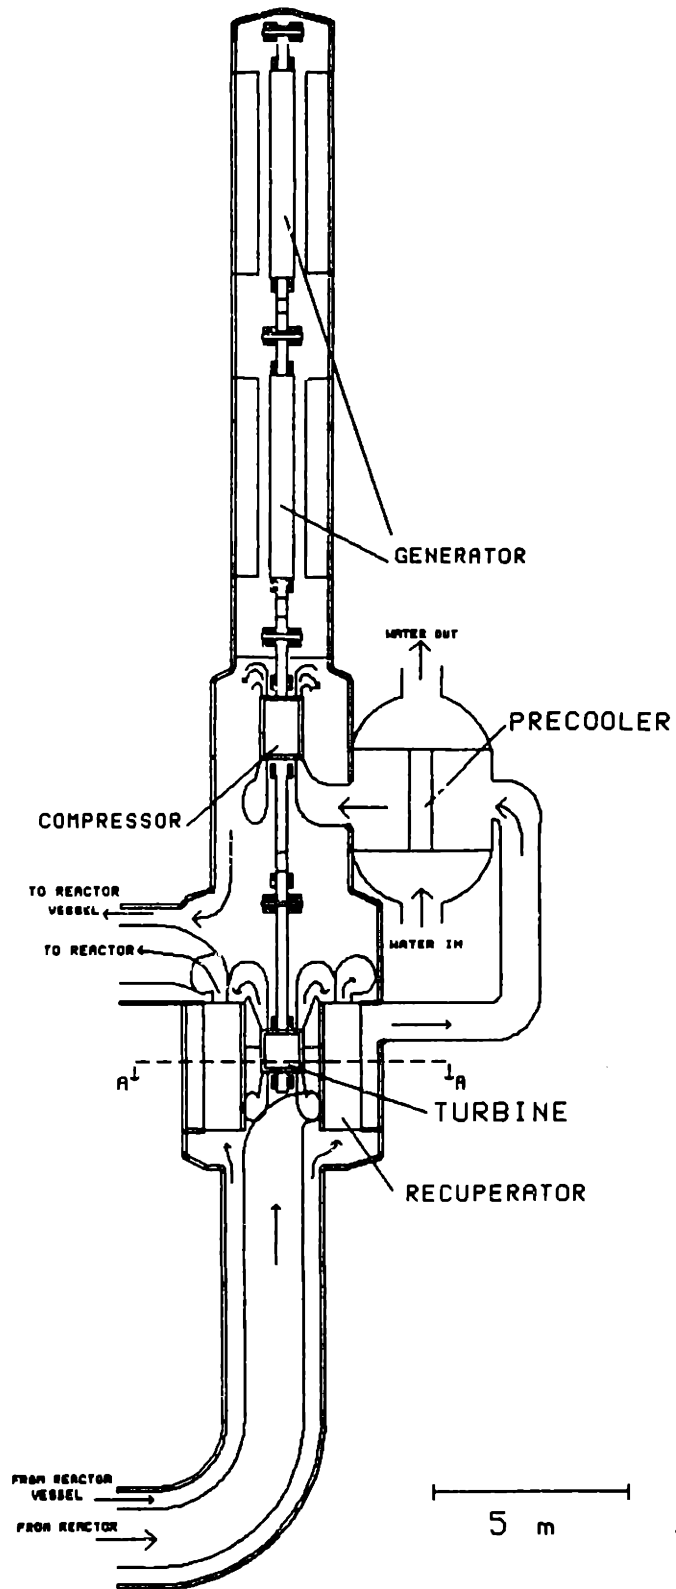 GENERATOR
WATER OUT
PRECOOLER
COMPRESSOR
TO REACTOR
VESSEL
TO REACTOR
WATER IN
A
A
TURBINE
RECUPERATOR
FROM REACTOR
VESSEL
FROM REACTOR
5 m